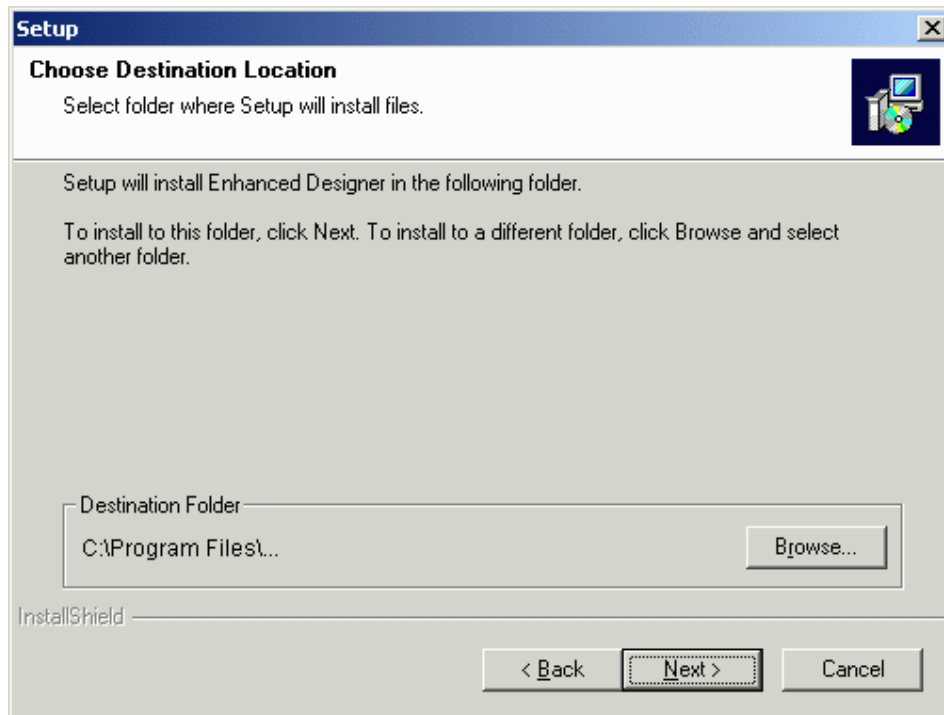 Setup
Choose Destination Location
Select folder where Setup will install files.
Setup will install Enhanced Designer in the following folder.
To install to this folder, click Next. To install to a different folder, click Browse and select
another folder.
Destination Folder
C:\Program Files\...
Browse...
InstallShield
< Back
Next >
Cancel